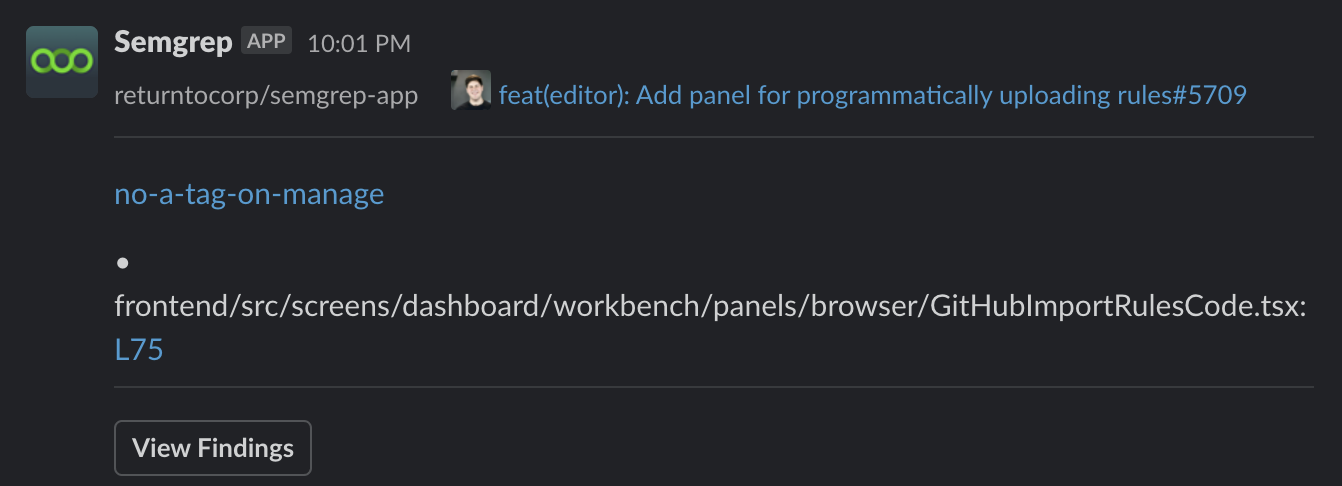 Semgrep APP 10:01 PM
returntocorp/semgrep-app feat(editor): Add panel for programmatically uploading rules#5709
no-a-tag-on-manage
•
frontend/src/screens/dashboard/workbench/panels/browser/GitHubImportRulesCode.tsx:
L75
View Findings